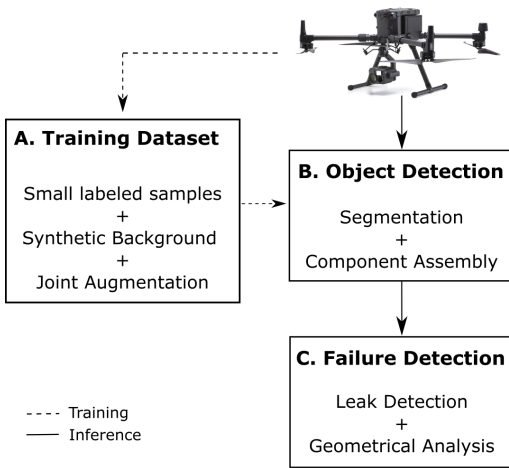 A. Training Dataset
Small labeled samples
+
Synthetic Background
+
Joint Augmentation
B. Object Detection
Segmentation
+
Component Assembly
C. Failure Detection
Leak Detection
+
Geometrical Analysis
Training
Inference